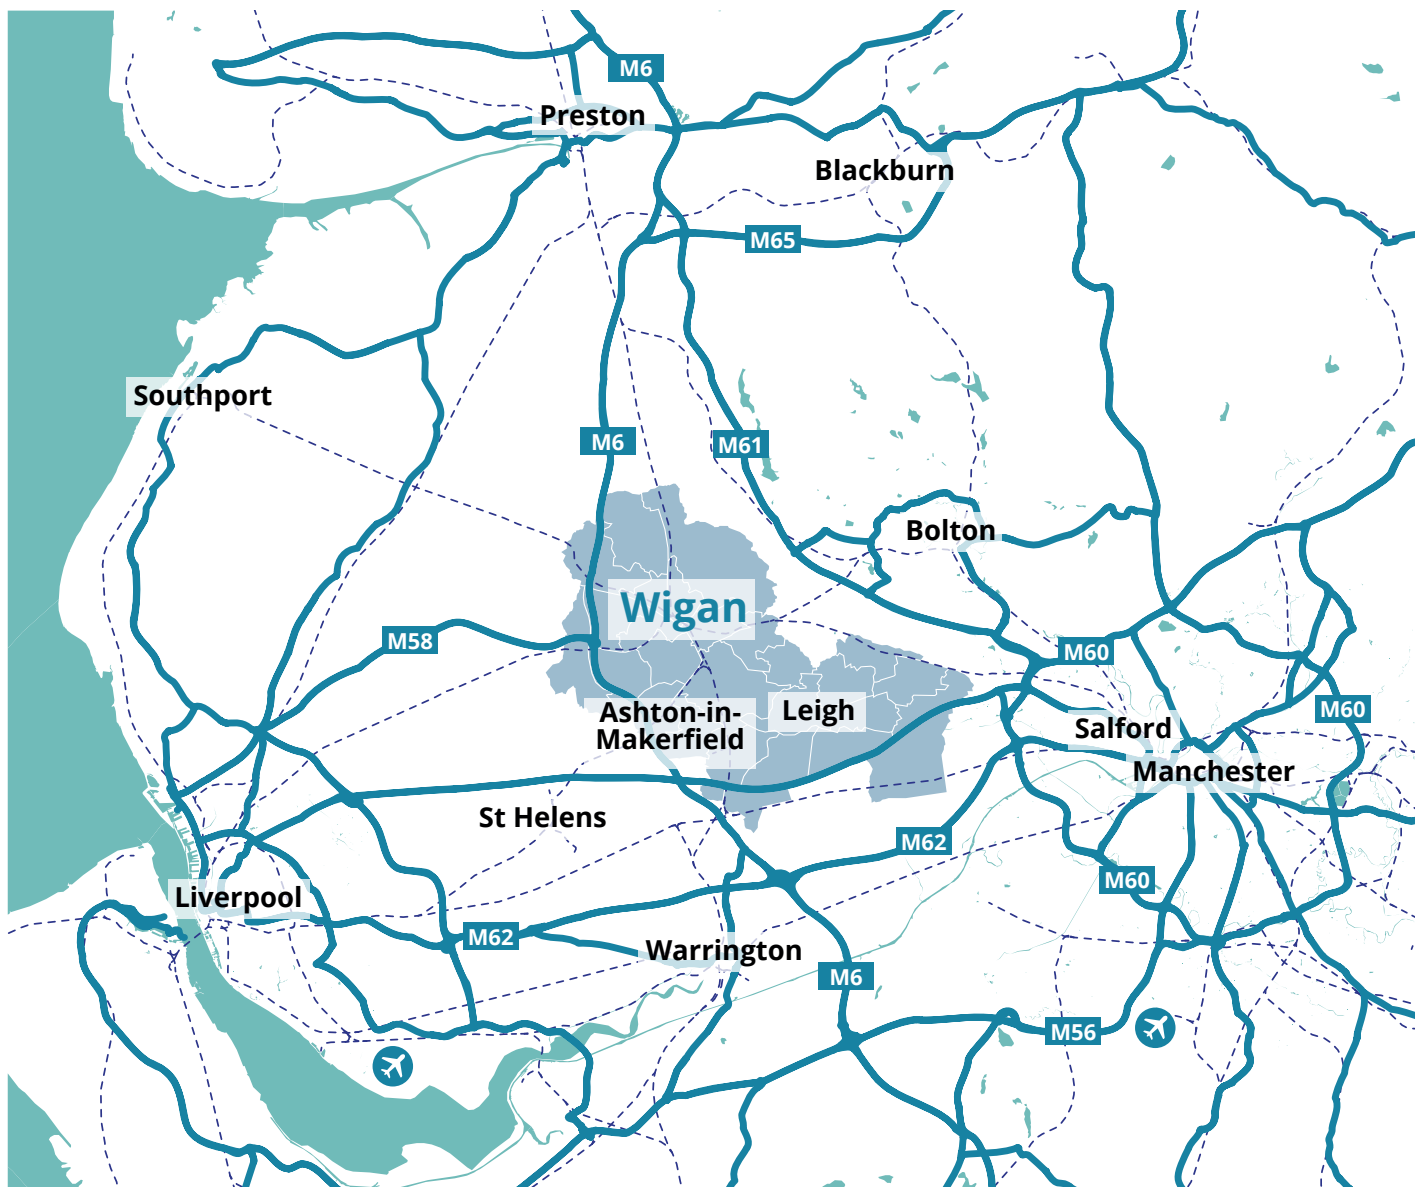 M6
Preston
Blackburn
M65
Southport
M6
M61
Bolton
Wigan
M58
M60
Ashton-in-
Makerfield
Leigh
M60
Salford
Manchester
St Helens
M62
M60
Liverpool
M62
Warrington
M6
M56